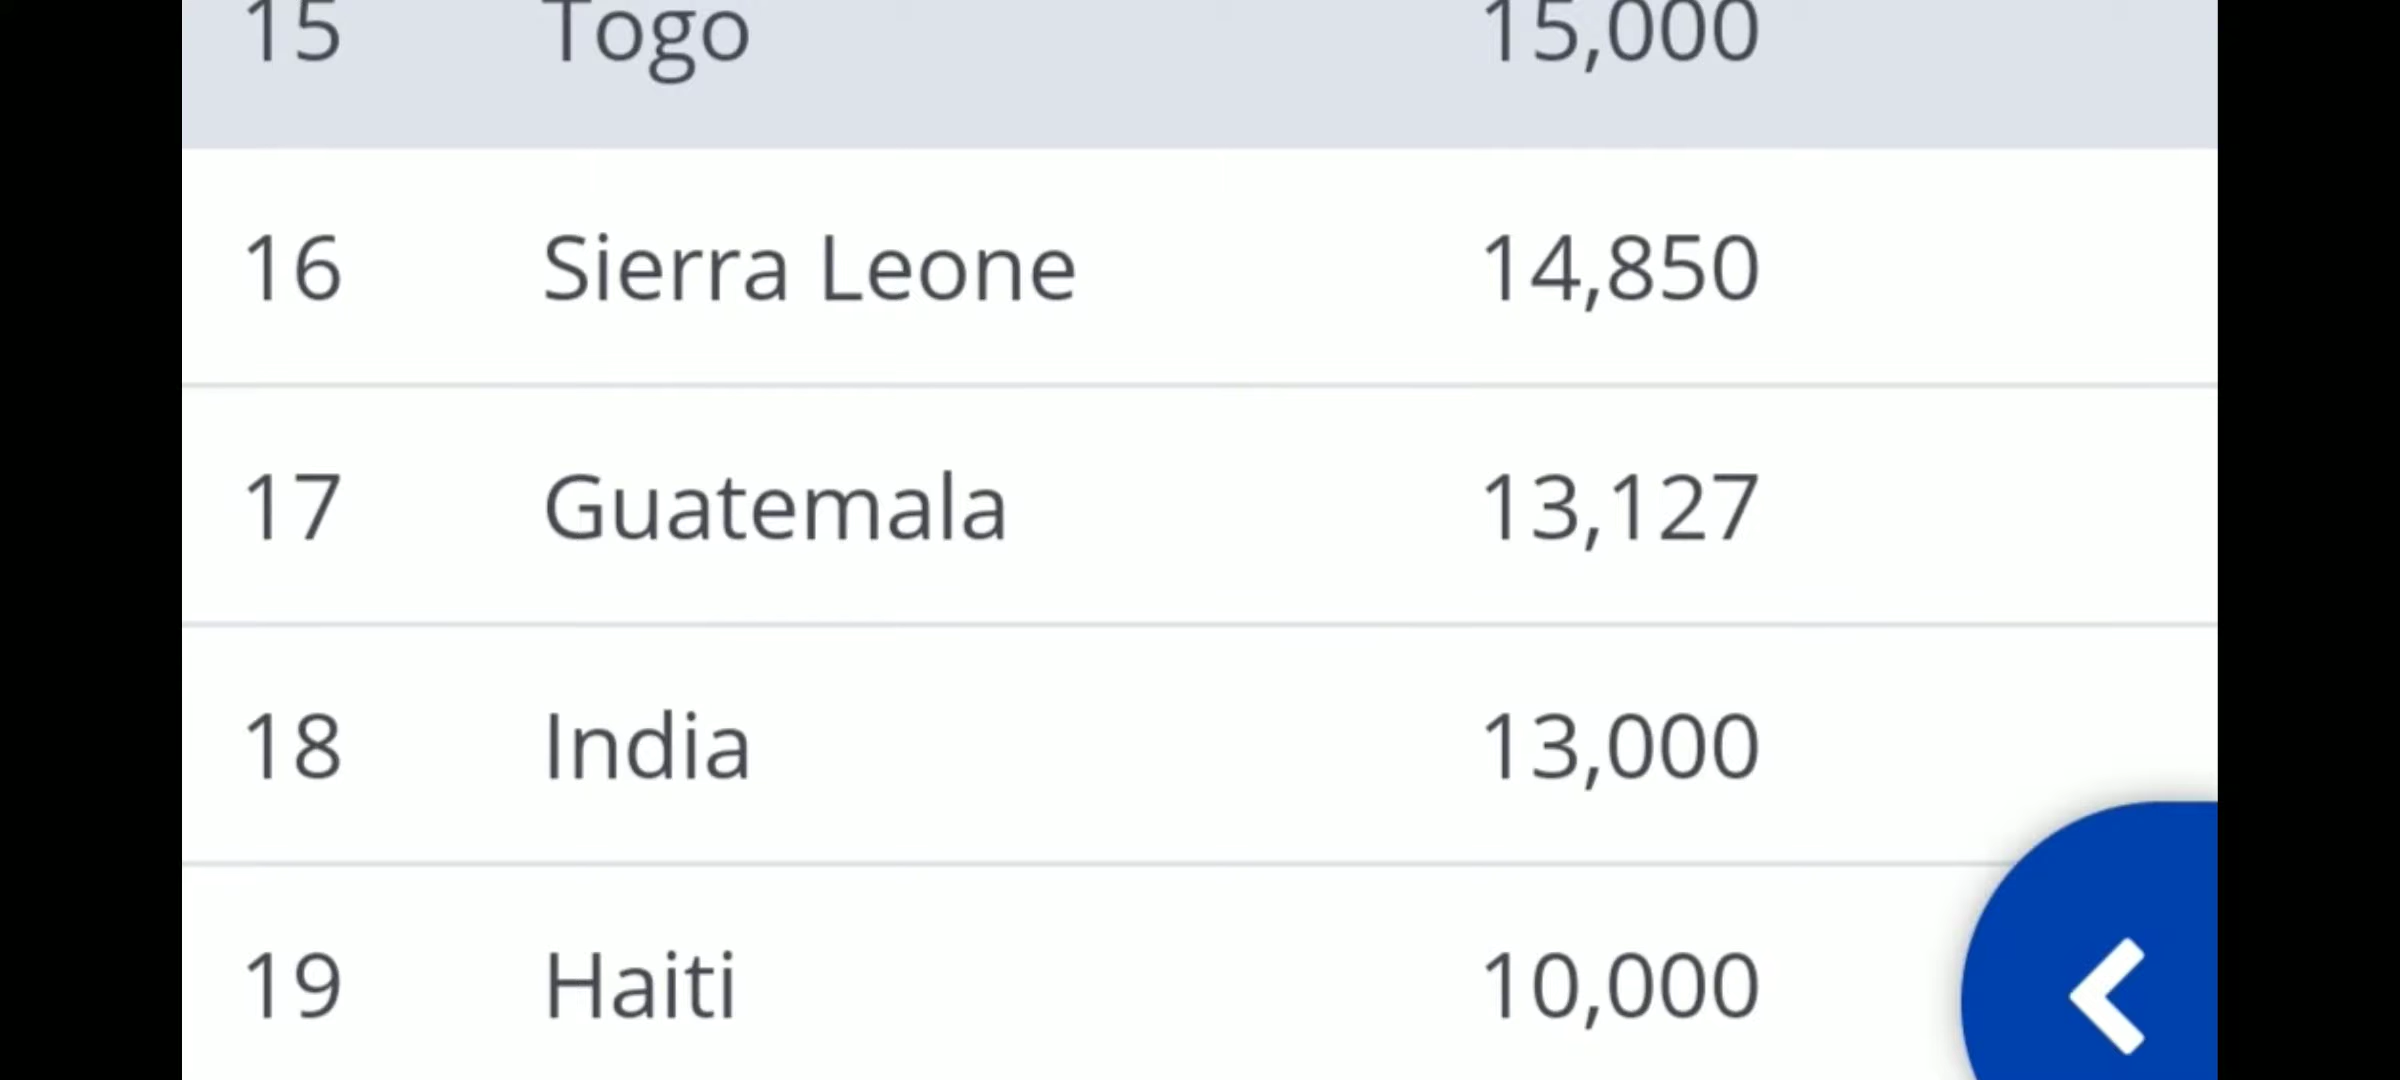 15 Togo 15,000
16 Sierra Leone 14,850
17 Guatemala 13,127
18 India 13,000
19 Haiti 10,000